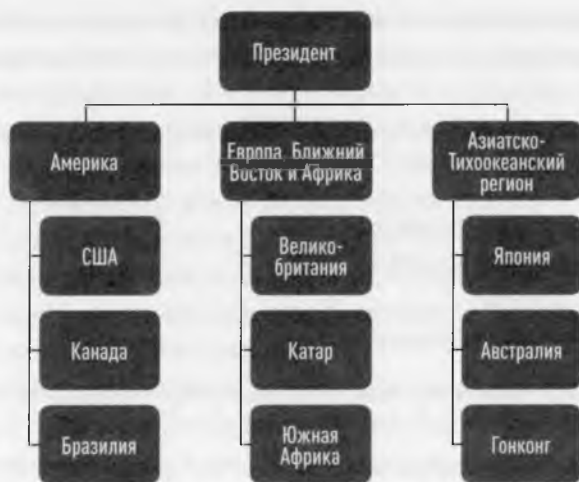 Президент
Америка
Европа, Ближний
Восток и Африка
Азиатско-
Тихоокеанский
регион
США
Велико-
британия
Япония
Канада
Катар
Австралия
Бразилия
Южная
Африка
Гонконг